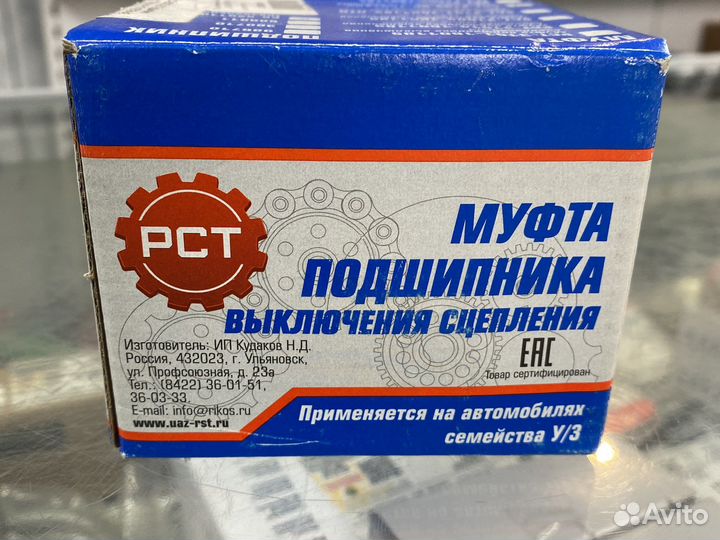 ПОДШИПНИК
РСТ
МУФТА
ПОДШИПНИКА
ВЫКЛЮЧЕНИЯ СЦЕПЛЕНИЯ
Изготовитель: ИП Кудаков Н.Д.
Россия, 432023, г. Ульяновск,
ул. Профсоюзная, д. 23а
Тел.: (8422) 36-01-51,
36-03-33.
E-mail: info@rikos.ru
www.uaz-rst.ru
ЕАС
Товар сертифицирован
Применяется на автомобилях
семейства У/З
Avito